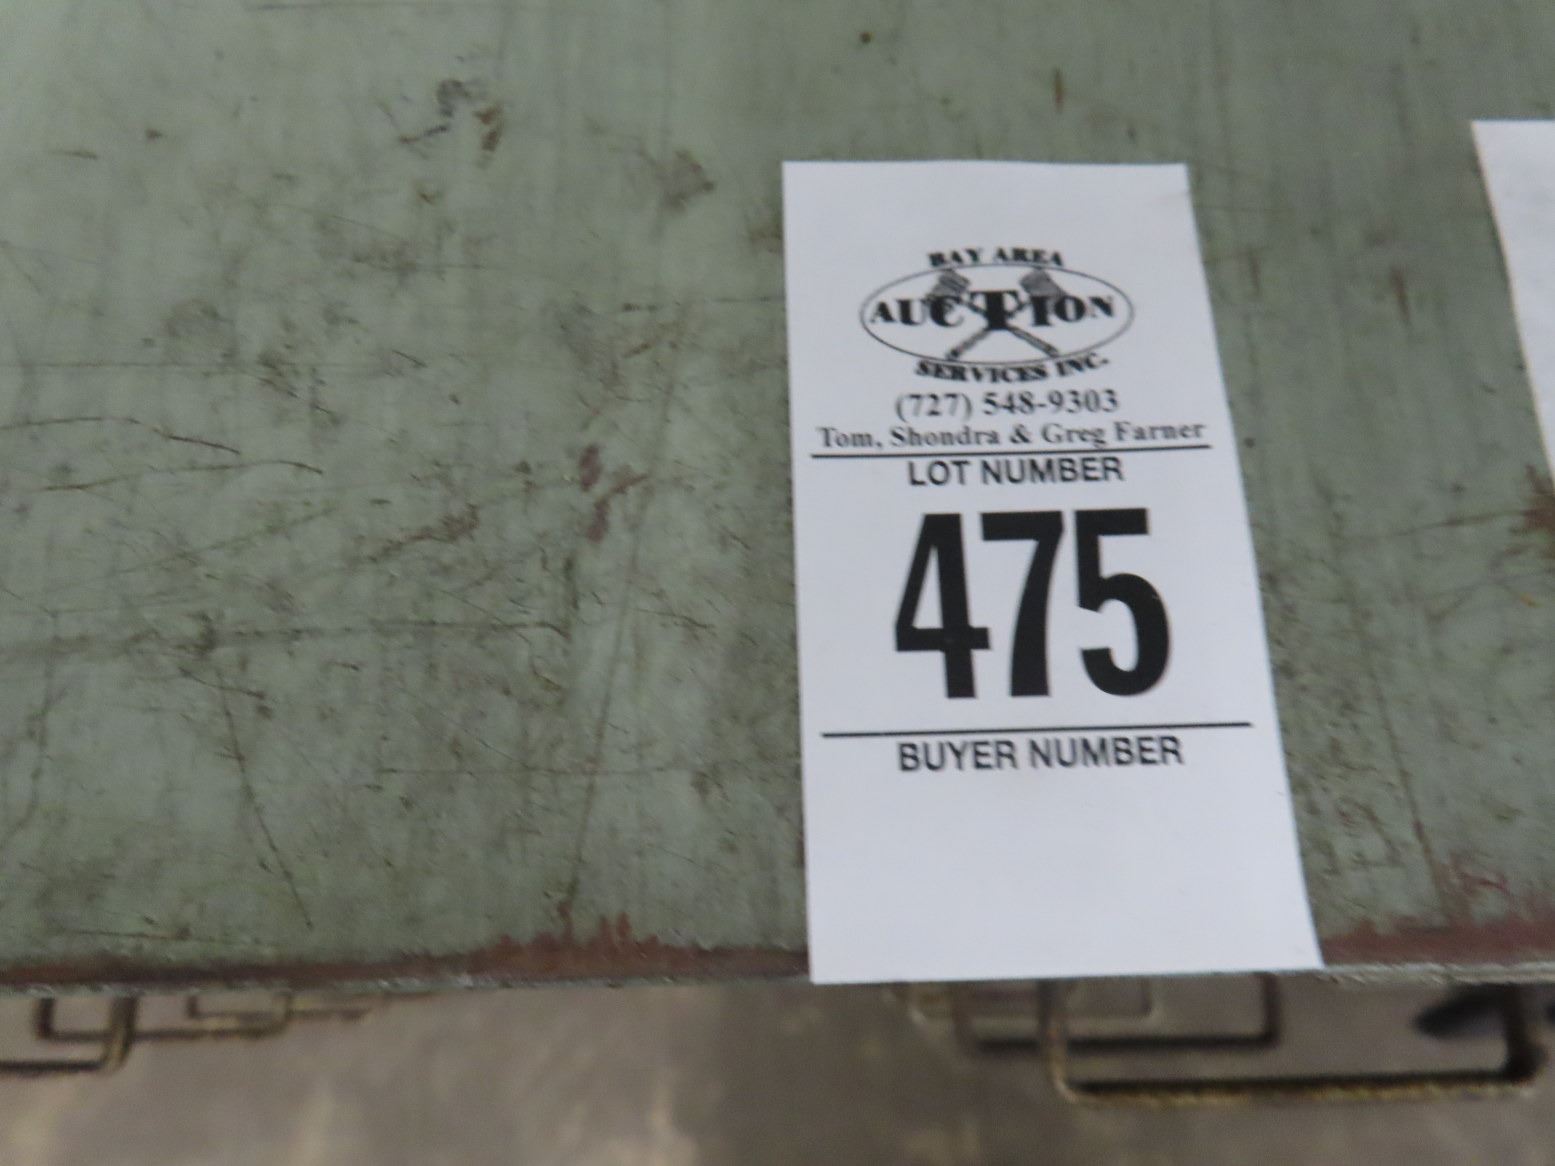 BAY AREA
AUCTION
SERVICES INC.
(727) 548-9303
Tom, Shondra & Greg Farner
LOT NUMBER
475
BUYER NUMBER